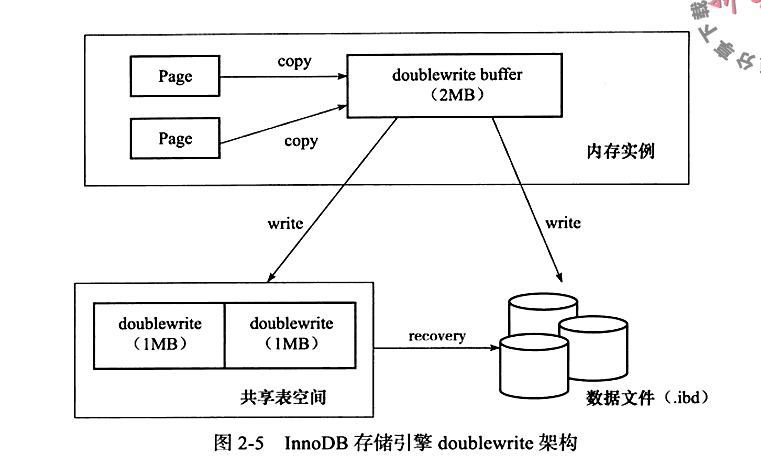 Page
copy
doublewrite buffer
（2MB）
Page
copy
内存实例
write
write
doublewrite
（1MB）
doublewrite
（1MB）
recovery
共享表空间
数据文件（.ibd）
图 2-5 InnoDB 存储引擎 doublewrite 架构